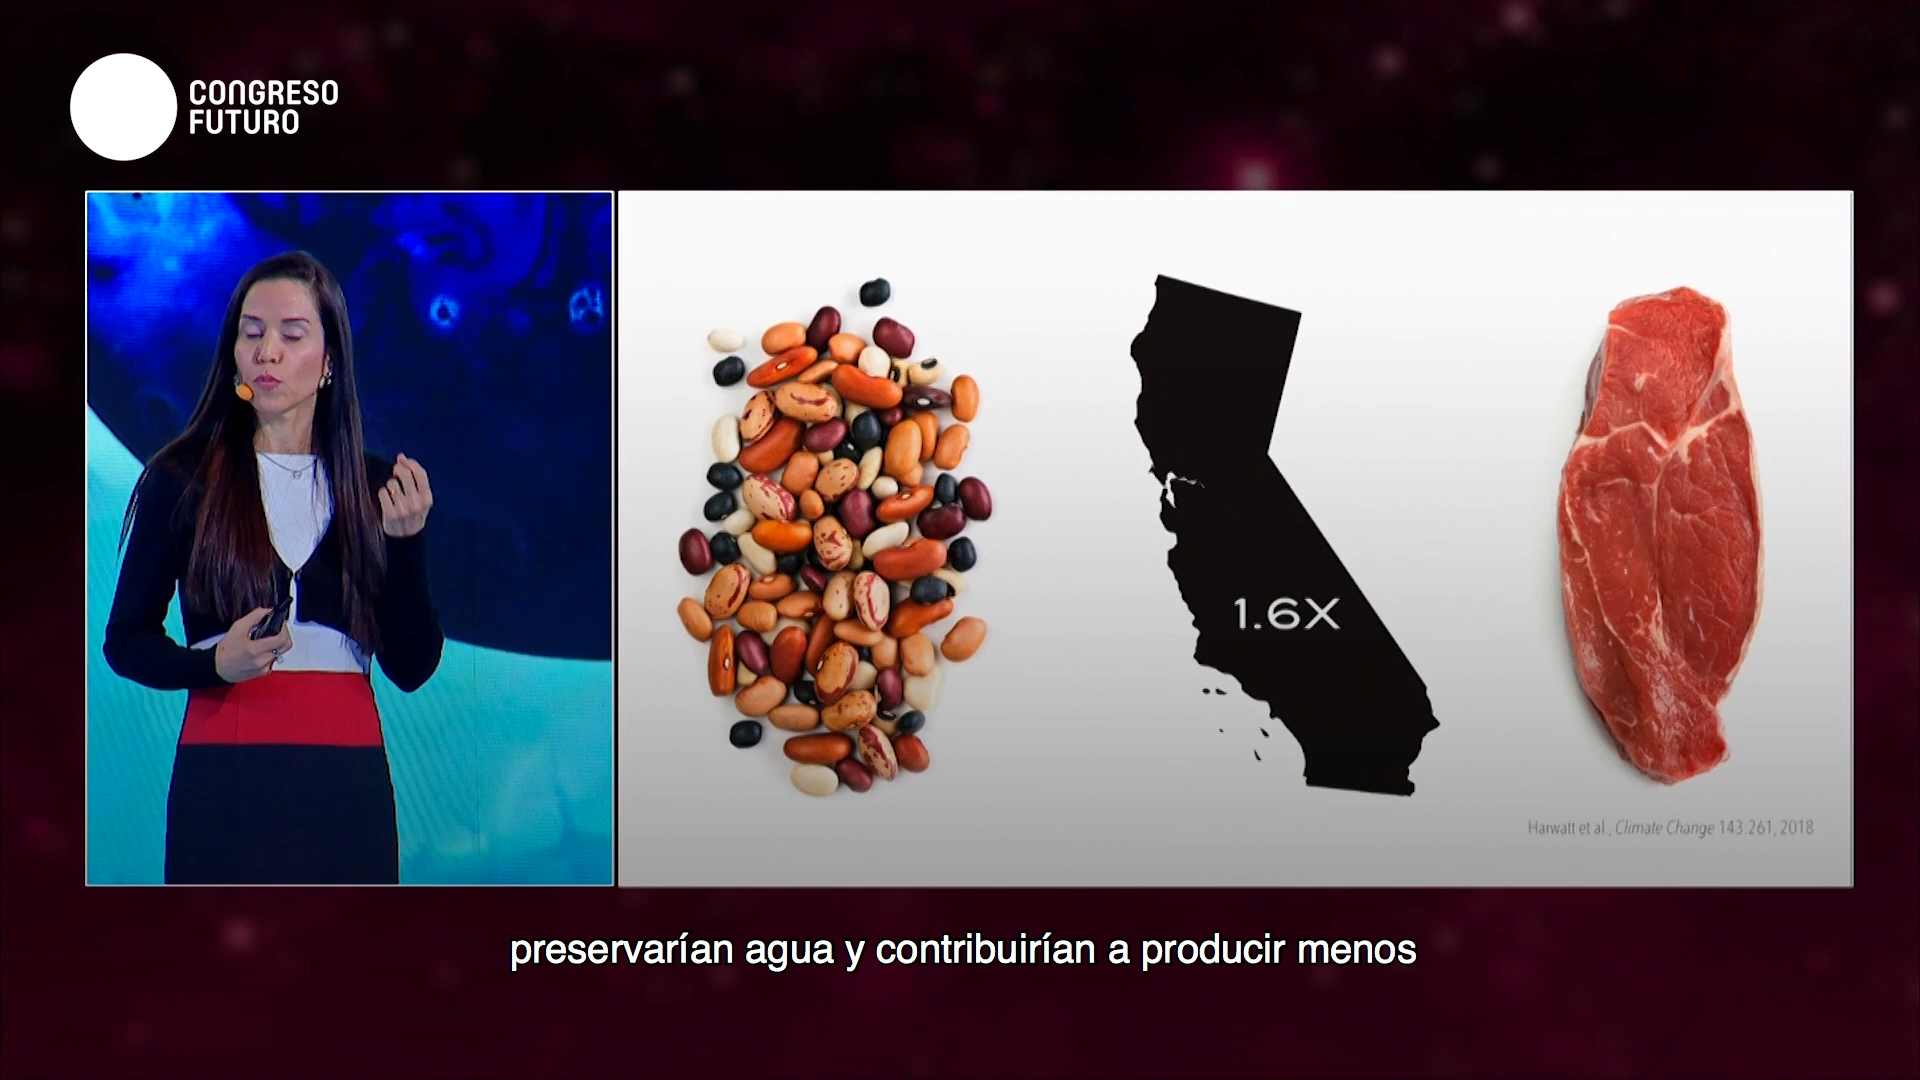 CONGRESO
FUTURO
1.6X
Harwatt et al., Climate Change 143:261, 2018
preservarían agua y contribuirían a producir menos